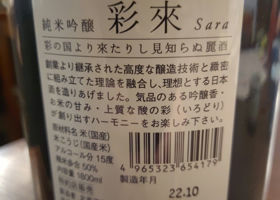 純米吟醸 彩來 Sara
彩の国より來たりし見知らぬ麗酒
創業より継承された高度な醸造技術と緻密
に組み立てた理論を融合し、理想とする日本
酒を造りあげました。気品のある吟醸香・
お米の甘み・上質な酸の彩(いろどり)
が創り出すハーモニーをお楽しみ下さい。
原材料名 米(国産)
米こうじ(国産米)
アルコール分 15度
精米歩合 50%
内容量 1800ml
4 965323 654179
製造年月
22.10